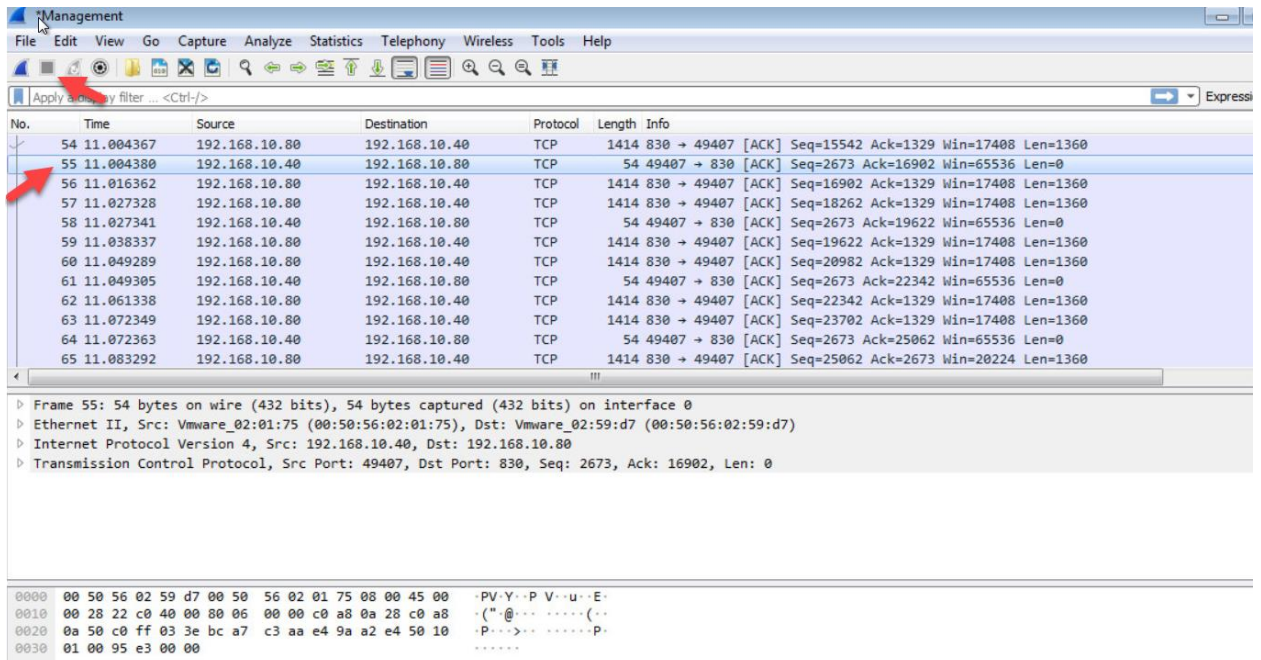 *Management
File Edit View Go Capture Analyze Statistics Telephony Wireless Tools Help
Apply a display filter ... <Ctrl-/> Expressi
No. Time Source Destination Protocol Length Info
54 11.004367 192.168.10.80 192.168.10.40 TCP 1414 830 → 49407 [ACK] Seq=15542 Ack=1329 Win=17408 Len=1360
55 11.004380 192.168.10.40 192.168.10.80 TCP 54 49407 → 830 [ACK] Seq=2673 Ack=16902 Win=65536 Len=0
56 11.016362 192.168.10.80 192.168.10.40 TCP 1414 830 → 49407 [ACK] Seq=16902 Ack=1329 Win=17408 Len=1360
57 11.027328 192.168.10.80 192.168.10.40 TCP 1414 830 → 49407 [ACK] Seq=18262 Ack=1329 Win=17408 Len=1360
58 11.027341 192.168.10.40 192.168.10.80 TCP 54 49407 → 830 [ACK] Seq=2673 Ack=19622 Win=65536 Len=0
59 11.038337 192.168.10.80 192.168.10.40 TCP 1414 830 → 49407 [ACK] Seq=19622 Ack=1329 Win=17408 Len=1360
60 11.049289 192.168.10.80 192.168.10.40 TCP 1414 830 → 49407 [ACK] Seq=20982 Ack=1329 Win=17408 Len=1360
61 11.049305 192.168.10.40 192.168.10.80 TCP 54 49407 → 830 [ACK] Seq=2673 Ack=22342 Win=65536 Len=0
62 11.061338 192.168.10.80 192.168.10.40 TCP 1414 830 → 49407 [ACK] Seq=22342 Ack=1329 Win=17408 Len=1360
63 11.072349 192.168.10.80 192.168.10.40 TCP 1414 830 → 49407 [ACK] Seq=23702 Ack=1329 Win=17408 Len=1360
64 11.072363 192.168.10.40 192.168.10.80 TCP 54 49407 → 830 [ACK] Seq=2673 Ack=25062 Win=65536 Len=0
65 11.083292 192.168.10.80 192.168.10.40 TCP 1414 830 → 49407 [ACK] Seq=25062 Ack=2673 Win=20224 Len=1360
Frame 55: 54 bytes on wire (432 bits), 54 bytes captured (432 bits) on interface 0
Ethernet II, Src: Vmware_02:01:75 (00:50:56:02:01:75), Dst: Vmware_02:59:d7 (00:50:56:02:59:d7)
Internet Protocol Version 4, Src: 192.168.10.40, Dst: 192.168.10.80
Transmission Control Protocol, Src Port: 49407, Dst Port: 830, Seq: 2673, Ack: 16902, Len: 0
0000 00 50 56 02 59 d7 00 50 56 02 01 75 08 00 45 00 ·PV·Y··P V··u··E·
0010 00 28 22 c0 40 00 80 06 00 00 c0 a8 0a 28 c0 a8 ·("·@··· ·····(··
0020 0a 50 c0 ff 03 3e bc a7 c3 aa e4 9a a2 e4 50 10 ·P···>·· ······P·
0030 01 00 95 e3 00 00 ······